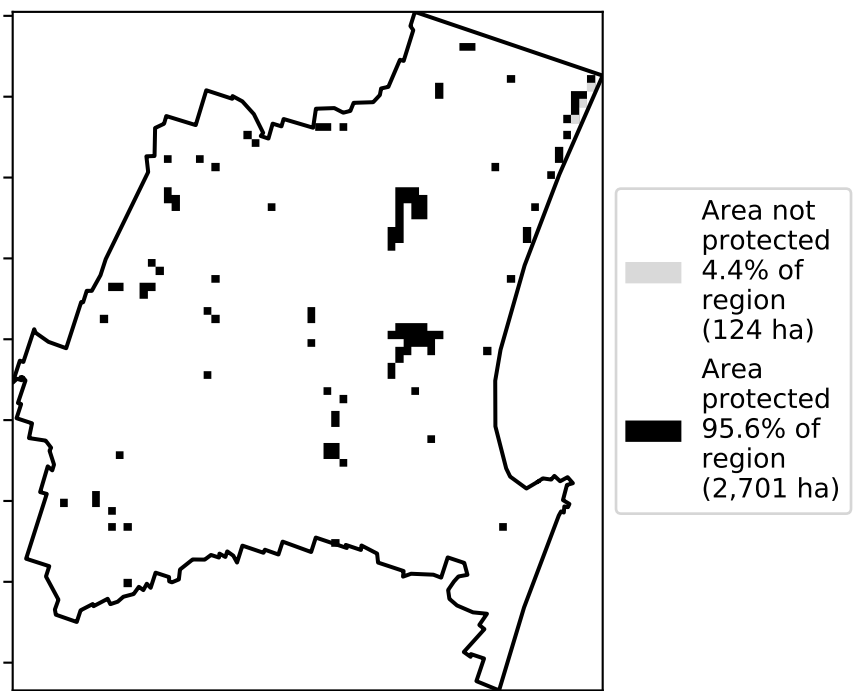 Area not
protected
4.4% of
region
(124 ha)
Area
protected
95.6% of
region
(2,701 ha)